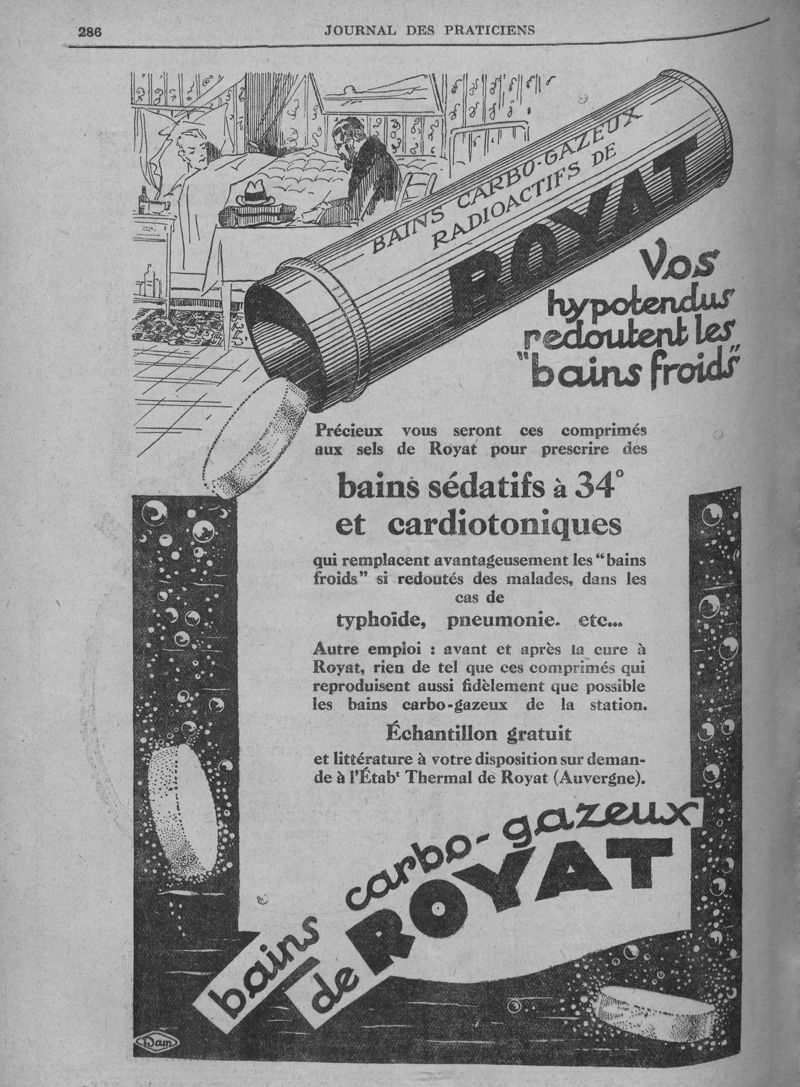 286
JOURNAL DES PRATICIENS
BAINS CARBO-GAZEUX
RADIOACTIFS DE
ROYAT
Vos
hypotendus
redoutent les
"bains froids"
Précieux vous seront ces comprimés
aux sels de Royat pour prescrire des
bains sédatifs à 34°
et cardiotoniques
qui remplacent avantageusement les "bains
froids" si redoutés des malades, dans les
cas de
typhoïde, pneumonie. etc...
Autre emploi : avant et après la cure à
Royat, rien de tel que ces comprimés qui
reproduisent aussi fidèlement que possible
les bains carbo-gazeux de la station.
Échantillon gratuit
et littérature à votre disposition sur deman-
de à l'Étabᵗ Thermal de Royat (Auvergne).
bains carbo-gazeux
de ROYAT
Dam